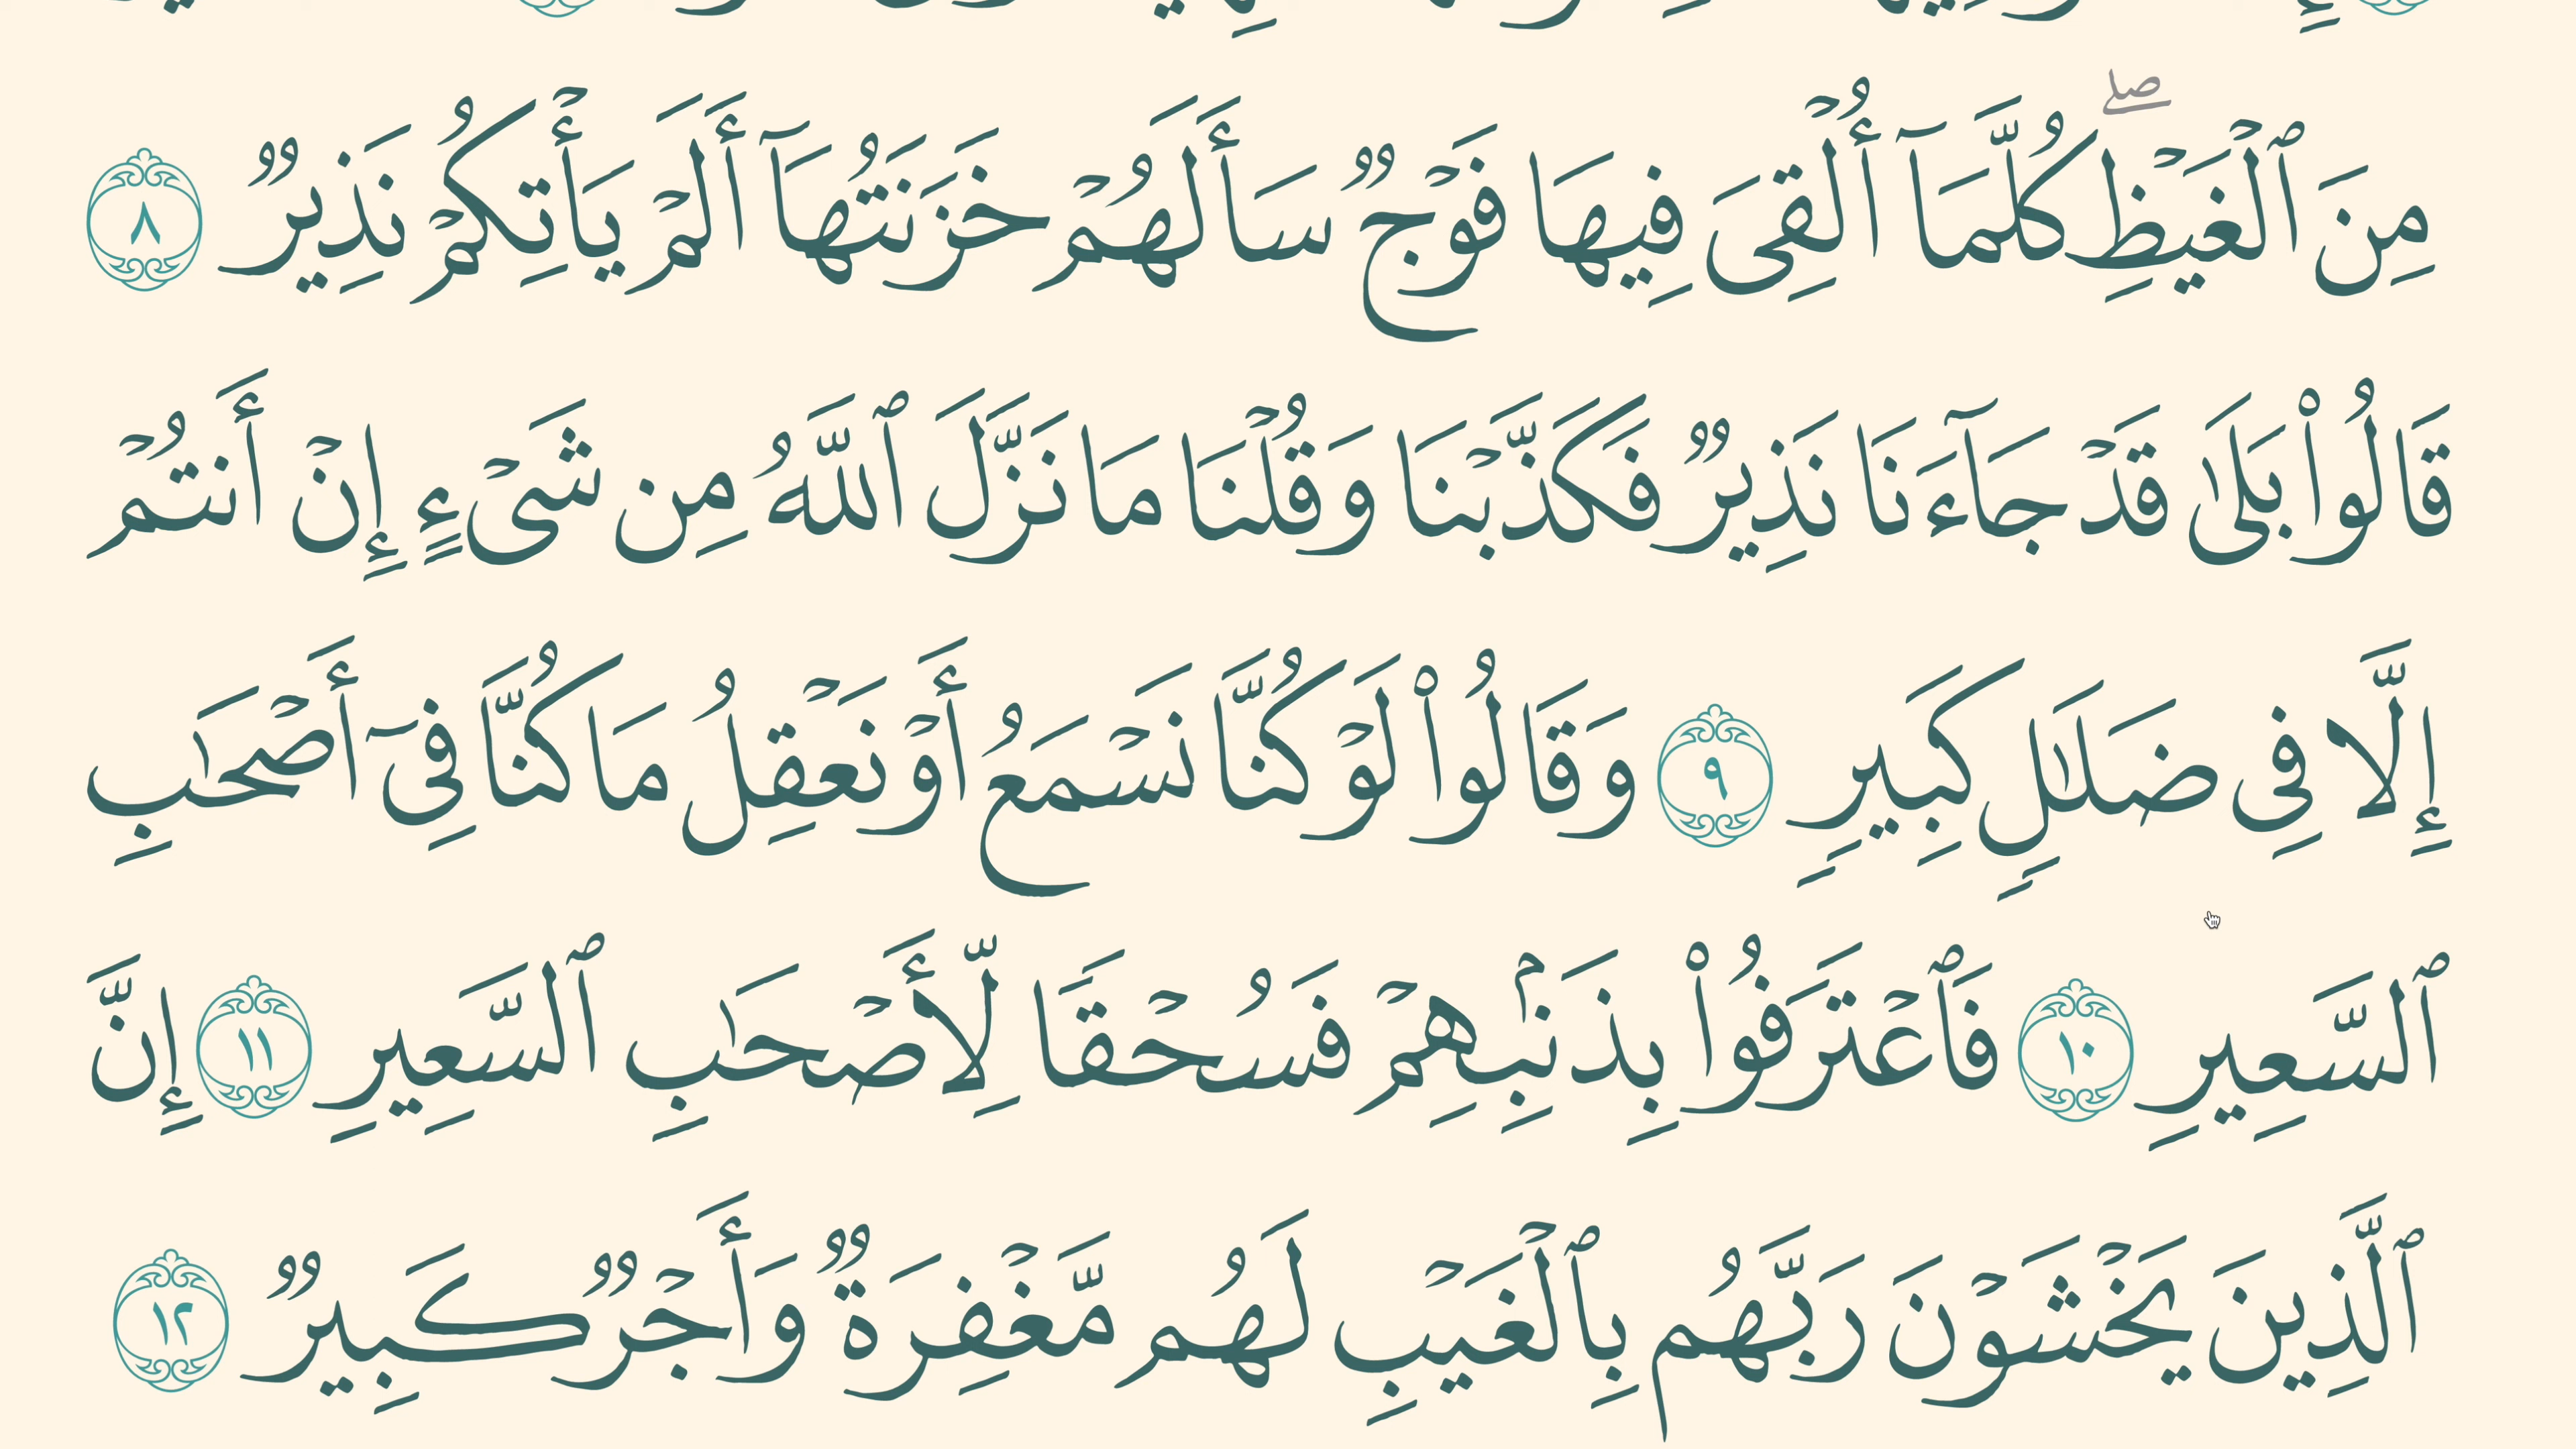 مِنَ ٱلۡغَيۡظِۖ كُلَّمَآ أُلۡقِيَ فِيهَا فَوۡجٞ سَأَلَهُمۡ خَزَنَتُهَآ أَلَمۡ يَأۡتِكُمۡ نَذِيرٞ ٨
قَالُواْ بَلَىٰ قَدۡ جَآءَنَا نَذِيرٞ فَكَذَّبۡنَا وَقُلۡنَا مَا نَزَّلَ ٱللَّهُ مِن شَيۡءٍ إِنۡ أَنتُمۡ
إِلَّا فِي ضَلَٰلٖ كَبِيرٖ ٩ وَقَالُواْ لَوۡ كُنَّا نَسۡمَعُ أَوۡ نَعۡقِلُ مَا كُنَّا فِيٓ أَصۡحَٰبِ
ٱلسَّعِيرِ ١٠ فَٱعۡتَرَفُواْ بِذَنۢبِهِمۡ فَسُحۡقٗا لِّأَصۡحَٰبِ ٱلسَّعِيرِ ١١ إِنَّ
ٱلَّذِينَ يَخۡشَوۡنَ رَبَّهُم بِٱلۡغَيۡبِ لَهُم مَّغۡفِرَةٞ وَأَجۡرٞ كَبِيرٞ ١٢